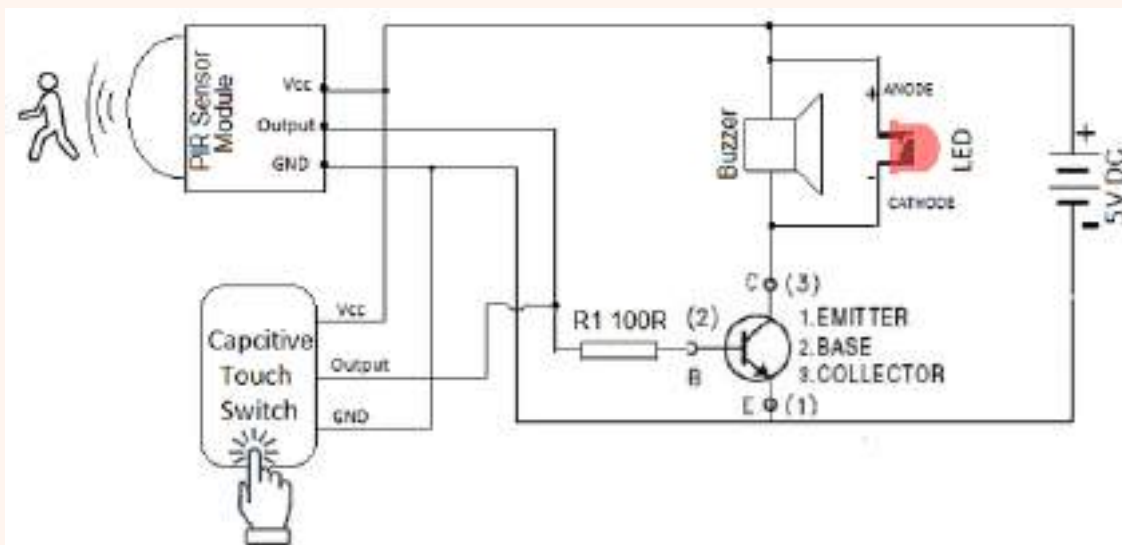 PIR Sensor
Module
Vcc
Output
GND
Buzzer
+
ANODE
LED
-
CATHODE
+
5V DC
-
Capcitive
Touch
Switch
Vcc
Output
GND
R1 100R
(2)
B
C (3)
E (1)
1.EMITTER
2.BASE
3.COLLECTOR